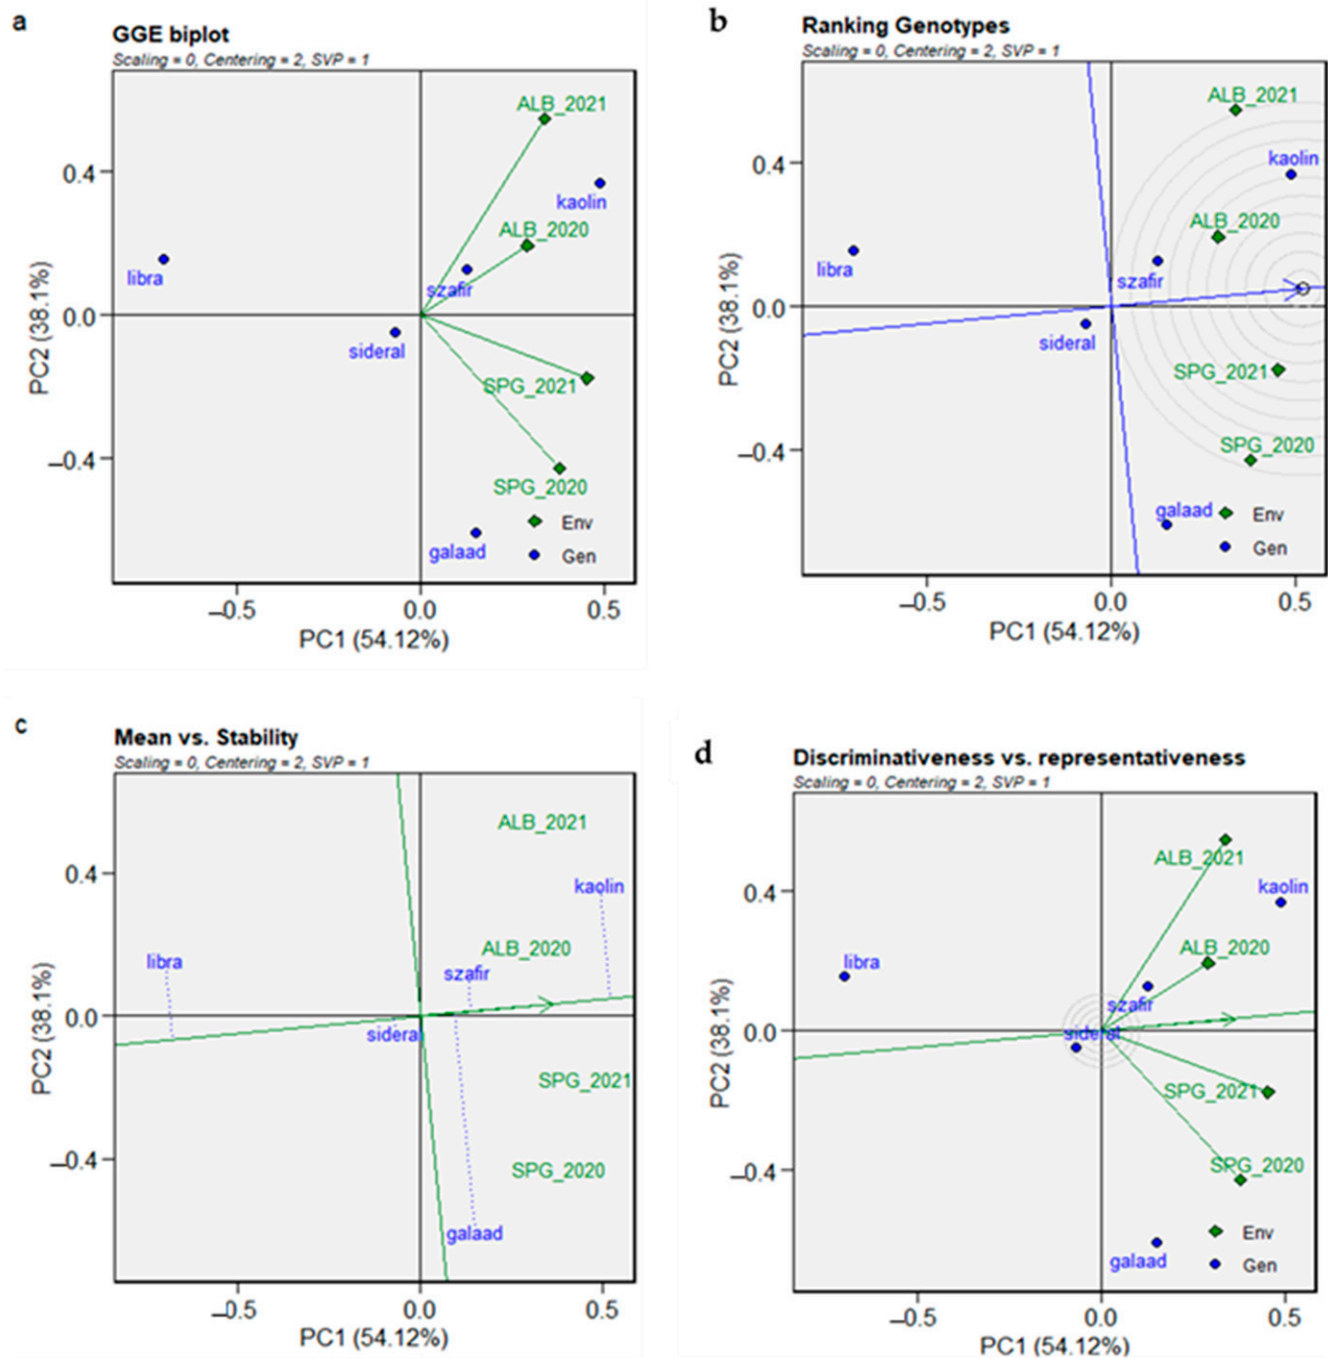 a
GGE biplot
Scaling = 0, Centering = 2, SVP = 1
ALB_2021
kaolin
ALB_2020
szafir
libra
sideral
SPG_2021
SPG_2020
galaad
Env
Gen
0.4
0.0
–0.4
PC2 (38.1%)
–0.5
0.0
0.5
PC1 (54.12%)
b
Ranking Genotypes
Scaling = 0, Centering = 2, SVP = 1
ALB_2021
kaolin
ALB_2020
libra
szafir
sideral
SPG_2021
SPG_2020
galaad
Env
Gen
0.4
0.0
–0.4
PC2 (38.1%)
–0.5
0.0
0.5
PC1 (54.12%)
c
Mean vs. Stability
Scaling = 0, Centering = 2, SVP = 1
ALB_2021
kaolin
ALB_2020
libra
szafir
sideral
SPG_2021
SPG_2020
galaad
0.4
0.0
–0.4
PC2 (38.1%)
–0.5
0.0
0.5
PC1 (54.12%)
d
Discriminativeness vs. representativeness
Scaling = 0, Centering = 2, SVP = 1
ALB_2021
kaolin
ALB_2020
libra
szafir
sideral
SPG_2021
SPG_2020
Env
galaad
Gen
0.4
0.0
–0.4
PC2 (38.1%)
–0.5
0.0
0.5
PC1 (54.12%)